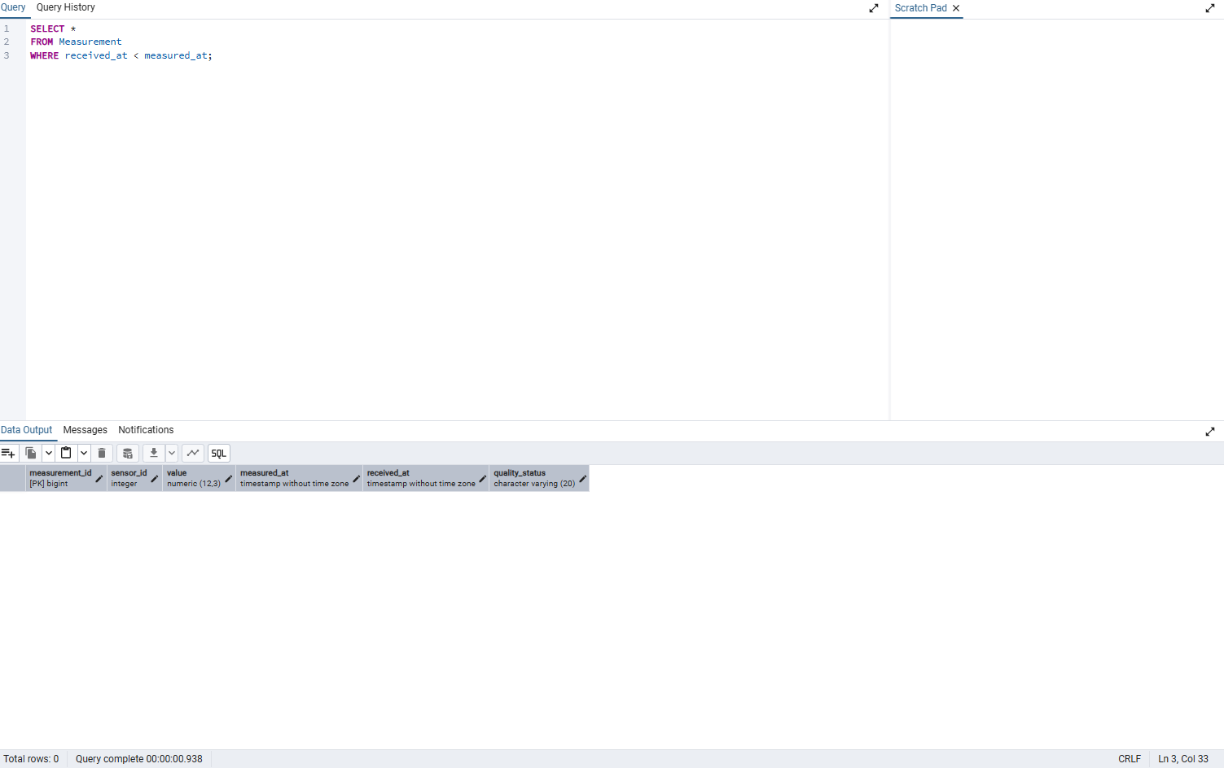 Query Query History Scratch Pad
1 SELECT *
2 FROM Measurement
3 WHERE received_at < measured_at;
Data Output Messages Notifications
SQL
measurement_id sensor_id value measured_at received_at quality_status
[PK] bigint integer numeric (12,3) timestamp without time zone timestamp without time zone character varying (20)
Total rows: 0 Query complete 00:00:00.938 CRLF Ln 3, Col 33